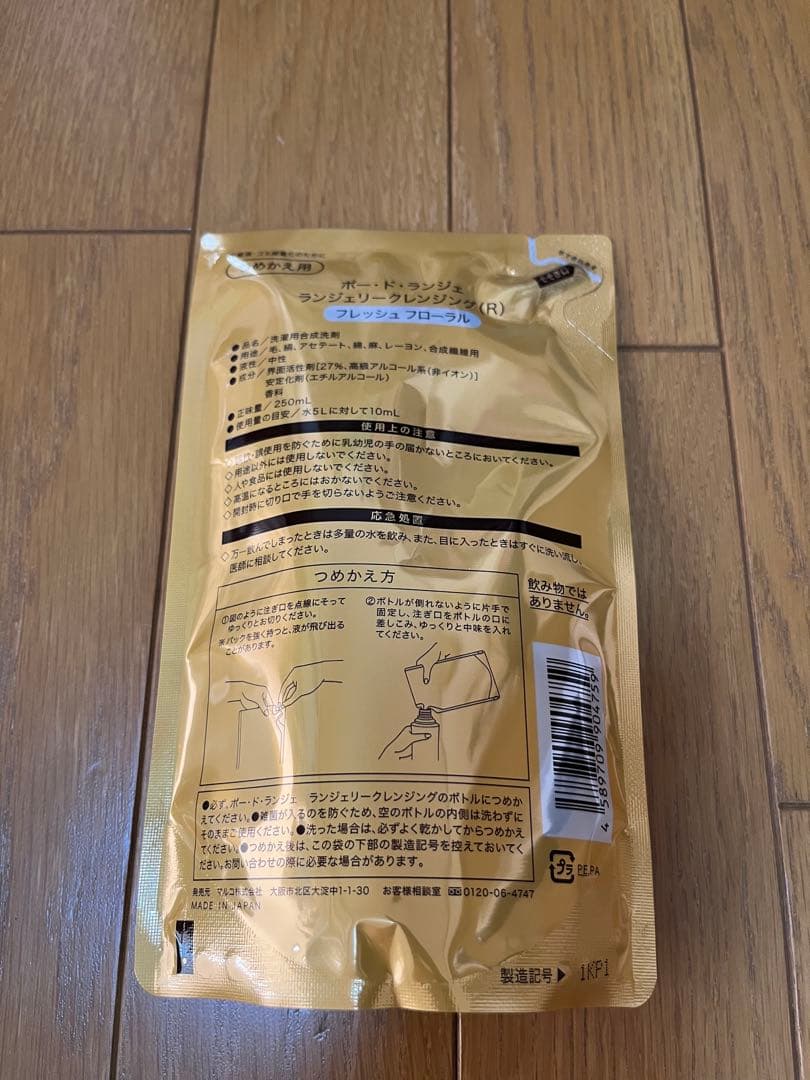 つめかえ用
でそぎ口
ボー・ド・ランジェ
ランジェリークレンジング(R)
フレッシュ フローラル
●品名／洗濯用合成洗剤
●用途／毛、絹、アセテート、綿、麻、レーヨン、合成繊維用
●液性／中性
●成分／界面活性剤[27%、高級アルコール系(非イオン)]
安定化剤(エチルアルコール)
香料
●正味量／250mL
●使用量の目安／水5Lに対して10mL
使用上の注意
・誤使用を防ぐために乳幼児の手の届かないところにおいてください。
◇用途以外には使用しないでください。
◇人や食品には使用しないでください。
◇高温になるところにはおかないでください。
◇開封時に切り口で手を切らないようご注意ください。
応急処置
◇万一飲んでしまったときは多量の水を飲み、また、目に入ったときはすぐに洗い流し、
医師に相談してください。
つめかえ方
①図のように注ぎ口を点線にそって
ゆっくりとお切りください。
※パックを強く持つと、液が飛び出る
ことがあります。
②ボトルが倒れないように片手で
固定し、注ぎ口をボトルの口に
差しこみ、ゆっくりと中味を入れ
てください。
飲み物では
ありません。
4 589709 904759
●必ず、ボー・ド・ランジェ ランジェリークレンジングのボトルにつめか
えてください。●雑菌が入るのを防ぐため、空のボトルの内側は洗わずに
そのままご使用ください。●洗った場合は、必ずよく乾かしてからつめかえ
てください。●つめかえ後は、この袋の下部の製造記号を控えておいてく
ださい。お問い合わせの際に必要な場合があります。
プラ PE,PA
発売元 マルコ株式会社 大阪市北区大淀中1-1-30 お客様相談室 0120-06-4747
MADE IN JAPAN
製造記号▶ 1KP1